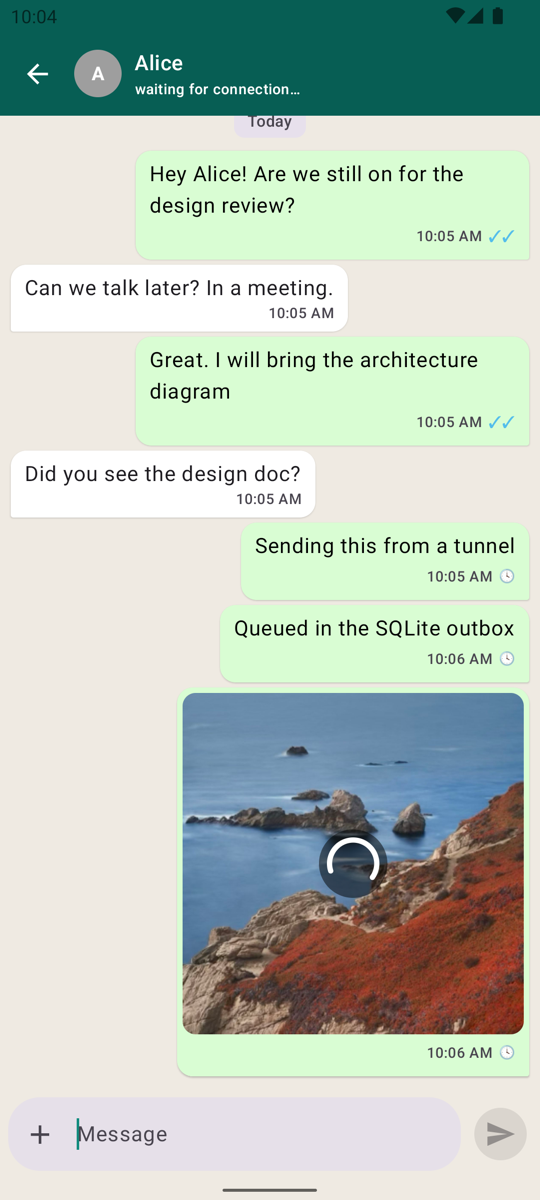 10:04
A
Alice
waiting for connection…
Today
Hey Alice! Are we still on for the
design review?
10:05 AM ✓✓
Can we talk later? In a meeting.
10:05 AM
Great. I will bring the architecture
diagram
10:05 AM ✓✓
Did you see the design doc?
10:05 AM
Sending this from a tunnel
10:05 AM
Queued in the SQLite outbox
10:06 AM
10:06 AM
Message